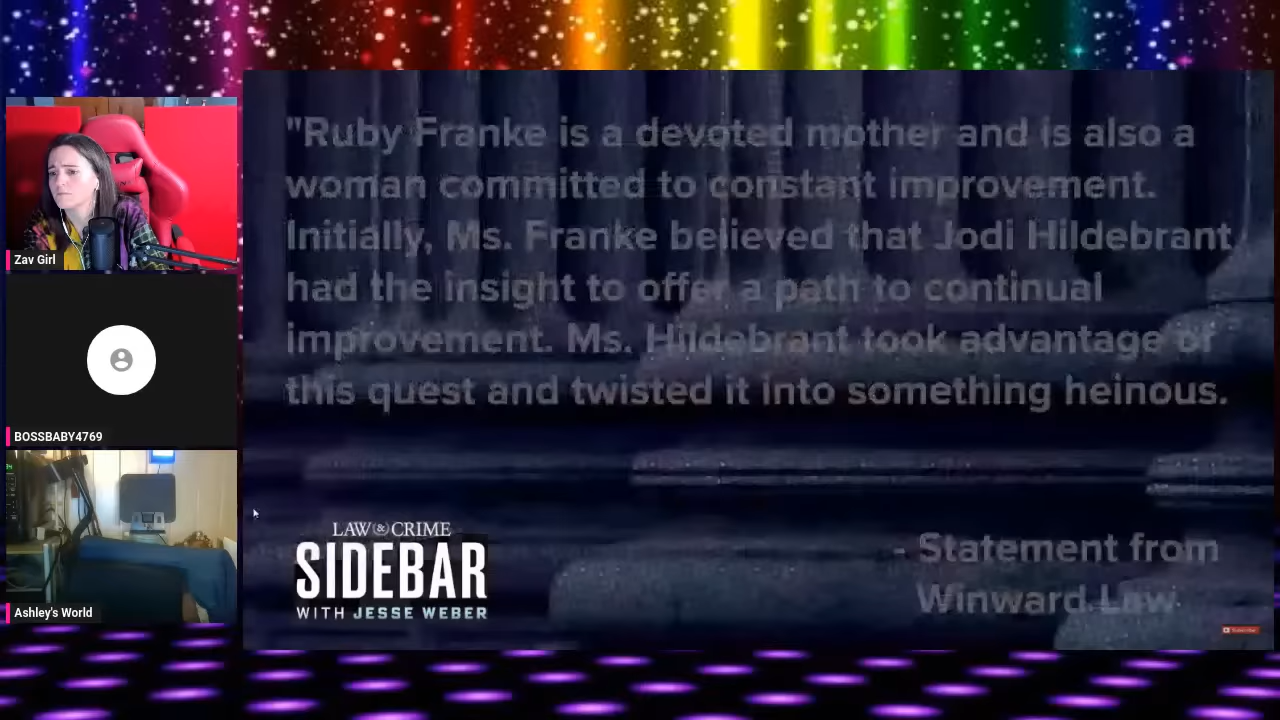 "Ruby Franke is a devoted mother and is also a
woman committed to constant improvement.
Initially, Ms. Franke believed that Jodi Hildebrant
had the insight to offer a path to continual
improvement. Ms. Hildebrant took advantage of
this quest and twisted it into something heinous.
- Statement from
Winward Law
LAW & CRIME
SIDEBAR
WITH JESSE WEBER
Zav Girl
BOSSBABY4769
Ashley's World